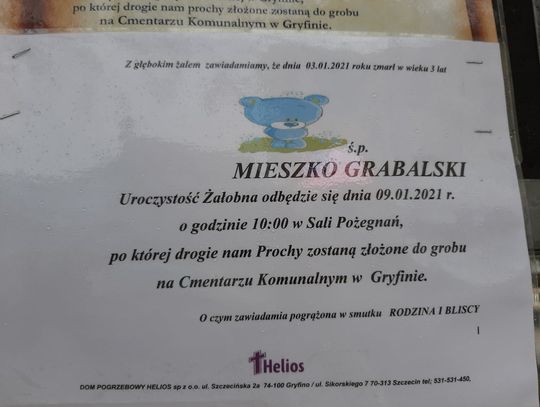 po której drogie nam prochy złożone zostaną do grobu
na Cmentarzu Komunalnym w Gryfinie.
Z głębokim żalem zawiadamiamy, że dnia 03.01.2021 roku zmarł w wieku 3 lat
ś.p.
MIESZKO GRABALSKI
Uroczystość Żałobna odbędzie się dnia 09.01.2021 r.
o godzinie 10:00 w Sali Pożegnań,
po której drogie nam Prochy zostaną złożone do grobu
na Cmentarzu Komunalnym w Gryfinie.
O czym zawiadamia pogrążona w smutku RODZINA I BLISCY
Helios
DOM POGRZEBOWY HELIOS sp z o.o. ul. Szczecińska 2a 74-100 Gryfino / ul. Sikorskiego 7 70-313 Szczecin tel; 531-531-450,